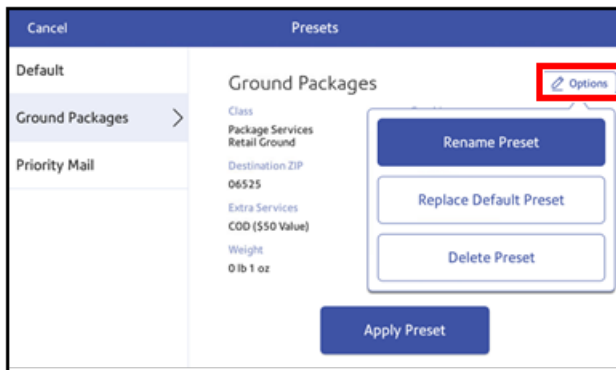 Cancel
Presets
Default
Ground Packages
Priority Mail
Ground Packages
Options
Class
Package Services
Retail Ground
Destination ZIP
06525
Extra Services
COD ($50 Value)
Weight
0 lb 1 oz
Rename Preset
Replace Default Preset
Delete Preset
Apply Preset